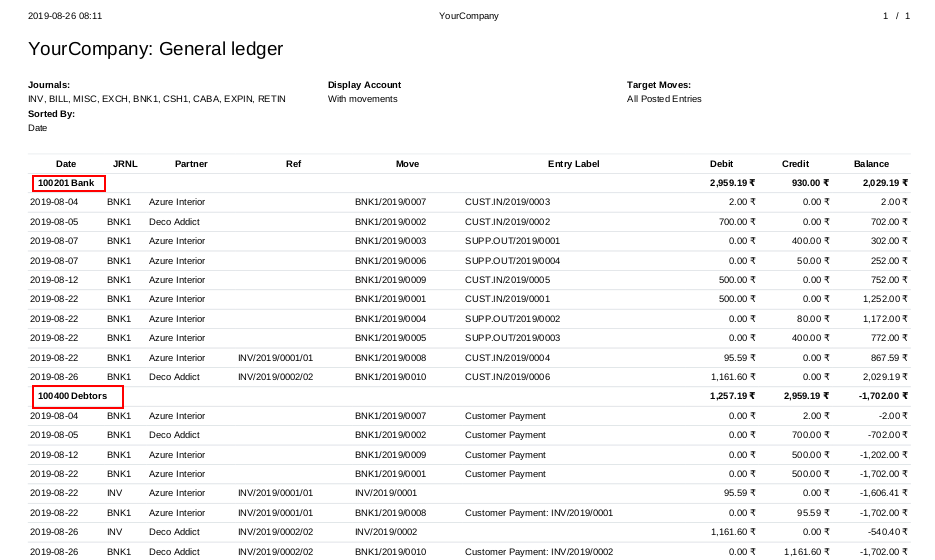 2019-08-26 08:11 YourCompany 1 / 1
YourCompany: General ledger
Journals: Display Account Target Moves:
INV, BILL, MISC, EXCH, BNK1, CSH1, CABA, EXPIN, RETIN With movements All Posted Entries
Sorted By:
Date
Date JRNL Partner Ref Move Entry Label Debit Credit Balance
100201 Bank 2,959.19 ₹ 930.00 ₹ 2,029.19 ₹
2019-08-04 BNK1 Azure Interior BNK1/2019/0007 CUST.IN/2019/0003 2.00 ₹ 0.00 ₹ 2.00 ₹
2019-08-05 BNK1 Deco Addict BNK1/2019/0002 CUST.IN/2019/0002 700.00 ₹ 0.00 ₹ 702.00 ₹
2019-08-07 BNK1 Azure Interior BNK1/2019/0003 SUPP.OUT/2019/0001 0.00 ₹ 400.00 ₹ 302.00 ₹
2019-08-07 BNK1 Azure Interior BNK1/2019/0006 SUPP.OUT/2019/0004 0.00 ₹ 50.00 ₹ 252.00 ₹
2019-08-12 BNK1 Azure Interior BNK1/2019/0009 CUST.IN/2019/0005 500.00 ₹ 0.00 ₹ 752.00 ₹
2019-08-22 BNK1 Azure Interior BNK1/2019/0001 CUST.IN/2019/0001 500.00 ₹ 0.00 ₹ 1,252.00 ₹
2019-08-22 BNK1 Azure Interior BNK1/2019/0004 SUPP.OUT/2019/0002 0.00 ₹ 80.00 ₹ 1,172.00 ₹
2019-08-22 BNK1 Azure Interior BNK1/2019/0005 SUPP.OUT/2019/0003 0.00 ₹ 400.00 ₹ 772.00 ₹
2019-08-22 BNK1 Azure Interior INV/2019/0001/01 BNK1/2019/0008 CUST.IN/2019/0004 95.59 ₹ 0.00 ₹ 867.59 ₹
2019-08-26 BNK1 Deco Addict INV/2019/0002/02 BNK1/2019/0010 CUST.IN/2019/0006 1,161.60 ₹ 0.00 ₹ 2,029.19 ₹
100400 Debtors 1,257.19 ₹ 2,959.19 ₹ -1,702.00 ₹
2019-08-04 BNK1 Azure Interior BNK1/2019/0007 Customer Payment 0.00 ₹ 2.00 ₹ -2.00 ₹
2019-08-05 BNK1 Deco Addict BNK1/2019/0002 Customer Payment 0.00 ₹ 700.00 ₹ -702.00 ₹
2019-08-12 BNK1 Azure Interior BNK1/2019/0009 Customer Payment 0.00 ₹ 500.00 ₹ -1,202.00 ₹
2019-08-22 BNK1 Azure Interior BNK1/2019/0001 Customer Payment 0.00 ₹ 500.00 ₹ -1,702.00 ₹
2019-08-22 INV Azure Interior INV/2019/0001/01 INV/2019/0001 95.59 ₹ 0.00 ₹ -1,606.41 ₹
2019-08-22 BNK1 Azure Interior INV/2019/0001/01 BNK1/2019/0008 Customer Payment: INV/2019/0001 0.00 ₹ 95.59 ₹ -1,702.00 ₹
2019-08-26 INV Deco Addict INV/2019/0002/02 INV/2019/0002 1,161.60 ₹ 0.00 ₹ -540.40 ₹
2019-08-26 BNK1 Deco Addict INV/2019/0002/02 BNK1/2019/0010 Customer Payment: INV/2019/0002 0.00 ₹ 1,161.60 ₹ -1,702.00 ₹